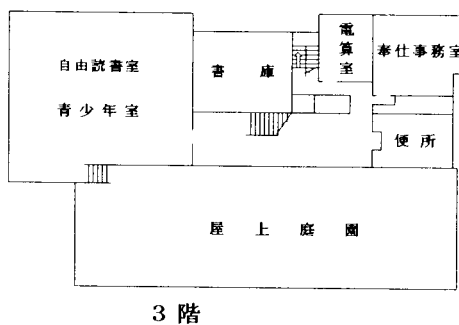 自由読書室
青少年室
書庫
電算室
奉仕事務室
便所
屋上庭園
3階